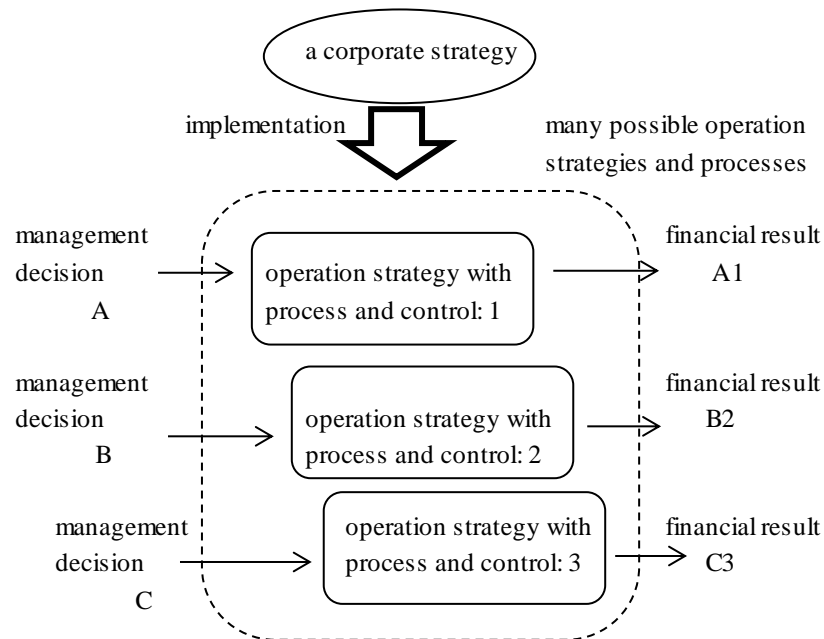 a corporate strategy
implementation
many possible operation
strategies and processes
management
decision
A
operation strategy with
process and control: 1
financial result
A1
management
decision
B
operation strategy with
process and control: 2
financial result
B2
management
decision
C
operation strategy with
process and control: 3
financial result
C3